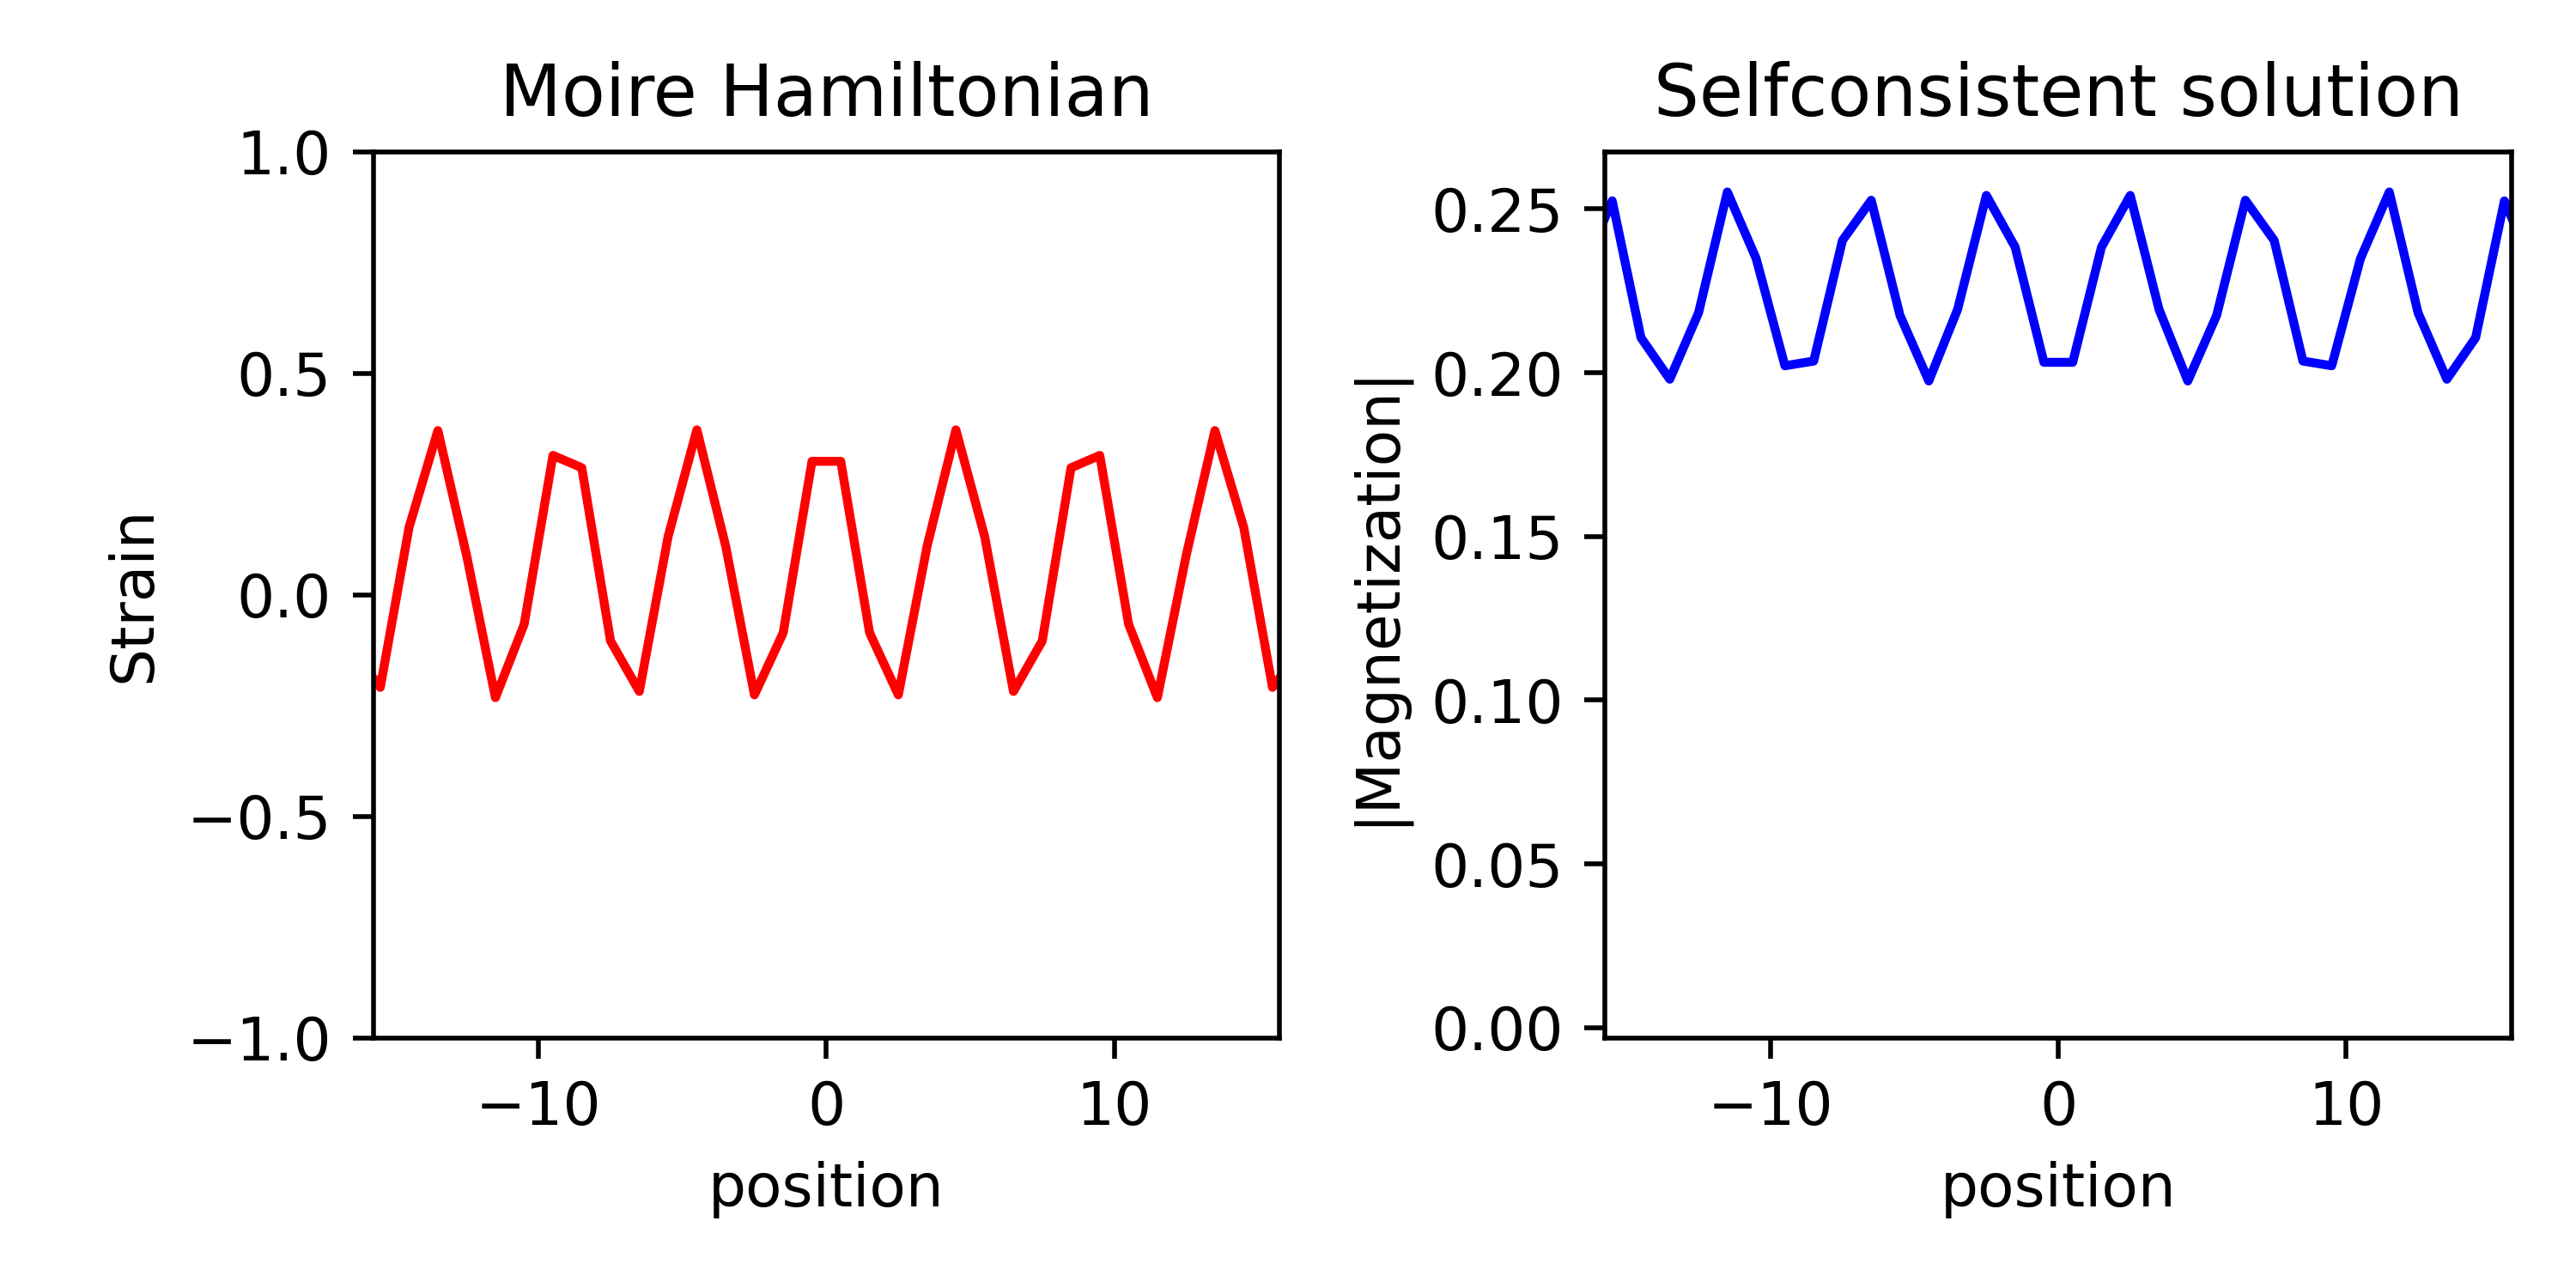 Moire Hamiltonian
Strain
1.0
0.5
0.0
−0.5
−1.0
−10 0 10
position
Selfconsistent solution
|Magnetization|
0.25
0.20
0.15
0.10
0.05
0.00
−10 0 10
position